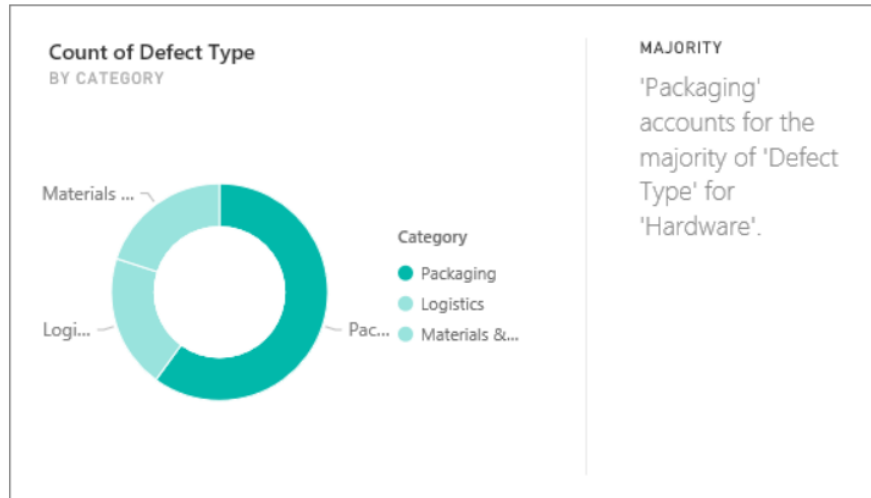 Count of Defect Type
BY CATEGORY
Materials ...
Logi...
Pac...
Category
Packaging
Logistics
Materials &...
MAJORITY
'Packaging'
accounts for the
majority of 'Defect
Type' for
'Hardware'.